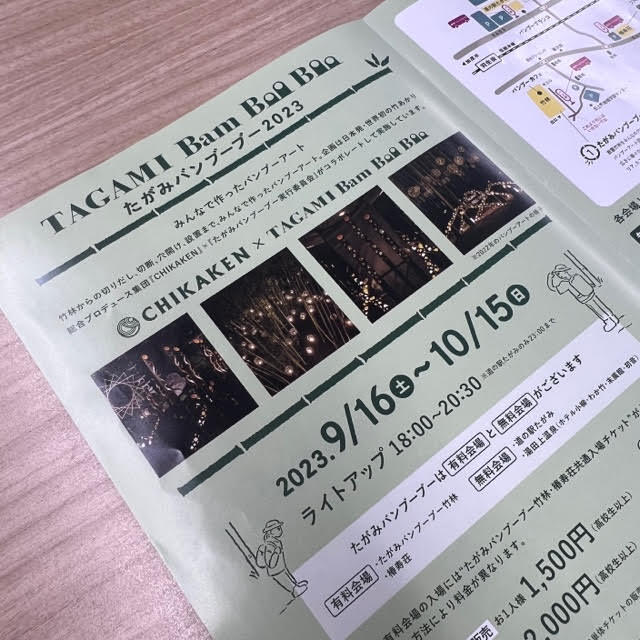 TAGAMI Bam Boo Boo
たがみバンブーブー2023
みんなで作ったバンブーアート
竹林からの切りだし、切断、穴開け、設置まで、みんなで作ったバンブーアート。企画は日本発、世界初の竹あかり
総合プロデュース集団「CHIKAKEN」×「たがみバンブーブー実行委員会」がコラボレートして実施しています。
CHIKAKEN × TAGAMI Bam Boo Boo
※2022年のバンブーアートの様子
2023.9/16土〜10/15日
ライトアップ 18:00〜20:30 ※道の駅たがみのみ23:00まで
たがみバンブーブーは 有料会場 と 無料会場 がございます
有料会場 ・たがみバンブーブー竹林
・椿寿荘
無料会場 ・道の駅たがみ
・湯田上温泉(ホテル小柳・わか竹・末廣館・
有料会場の入場には"たがみバンブーブー竹林・椿寿荘共通入場チケット"が
方法により料金が異なります。
販売 お1人様 1,500円(高校生以上)
2,000円(高校生以上)
各会場